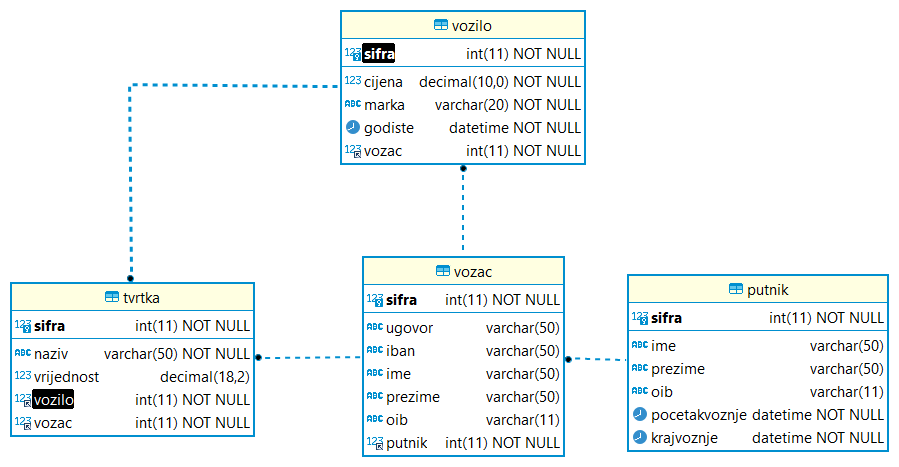 vozilo
123 sifra int(11) NOT NULL
123 cijena decimal(10,0) NOT NULL
ABC marka varchar(20) NOT NULL
godiste datetime NOT NULL
123 vozac int(11) NOT NULL
tvrtka
123 sifra int(11) NOT NULL
ABC naziv varchar(50) NOT NULL
123 vrijednost decimal(18,2)
123 vozilo int(11) NOT NULL
123 vozac int(11) NOT NULL
vozac
123 sifra int(11) NOT NULL
ABC ugovor varchar(50)
ABC iban varchar(50)
ABC ime varchar(50)
ABC prezime varchar(50)
ABC oib varchar(11)
123 putnik int(11) NOT NULL
putnik
123 sifra int(11) NOT NULL
ABC ime varchar(50)
ABC prezime varchar(50)
ABC oib varchar(11)
pocetakvoznje datetime NOT NULL
krajvoznje datetime NOT NULL